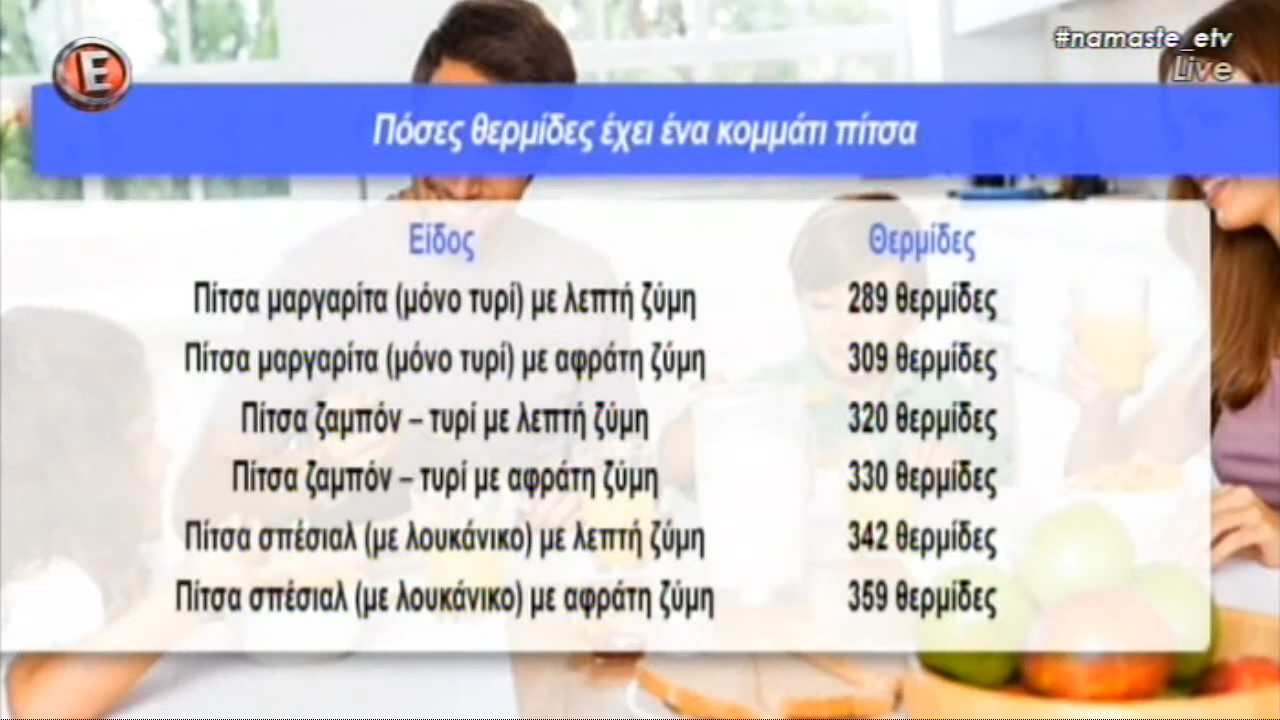 #namaste_etv
Live
E
Πόσες θερμίδες έχει ένα κομμάτι πίτσα
Είδος Θερμίδες
Πίτσα μαργαρίτα (μόνο τυρί) με λεπτή ζύμη 289 θερμίδες
Πίτσα μαργαρίτα (μόνο τυρί) με αφράτη ζύμη 309 θερμίδες
Πίτσα ζαμπόν – τυρί με λεπτή ζύμη 320 θερμίδες
Πίτσα ζαμπόν – τυρί με αφράτη ζύμη 330 θερμίδες
Πίτσα σπέσιαλ (με λουκάνικο) με λεπτή ζύμη 342 θερμίδες
Πίτσα σπέσιαλ (με λουκάνικο) με αφράτη ζύμη 359 θερμίδες